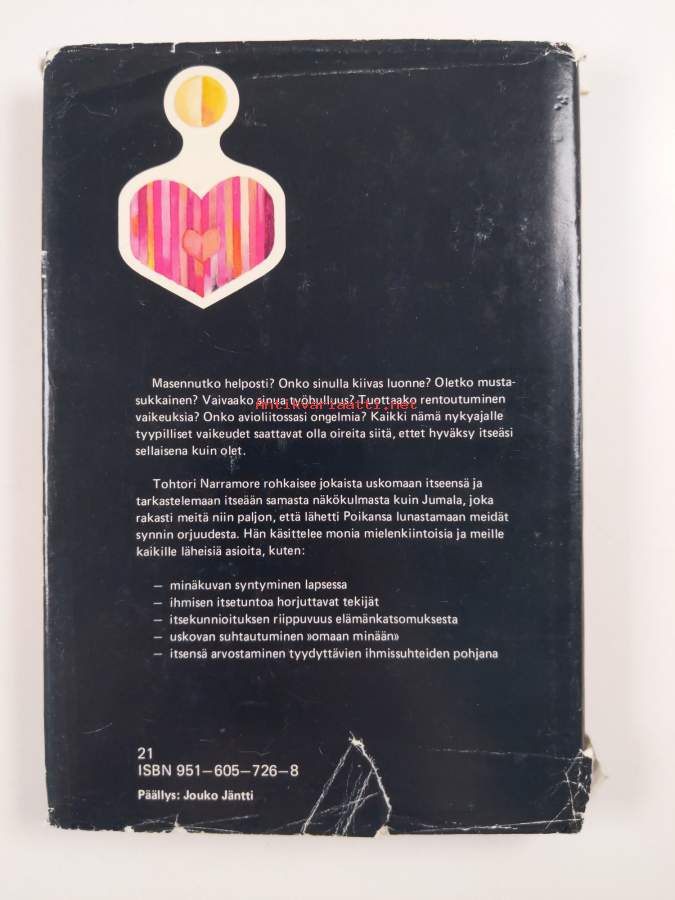 Masennutko helposti? Onko sinulla kiivas luonne? Oletko musta-
sukkainen? Vaivaako sinua työhulluus? Tuottaako rentoutuminen
Antikvariaatti.net
vaikeuksia? Onko avioliitossasi ongelmia? Kaikki nämä nykyajalle
tyypilliset vaikeudet saattavat olla oireita siitä, ettet hyväksy itseäsi
sellaisena kuin olet.
Tohtori Narramore rohkaisee jokaista uskomaan itseensä ja
tarkastelemaan itseään samasta näkökulmasta kuin Jumala, joka
rakasti meitä niin paljon, että lähetti Poikansa lunastamaan meidät
synnin orjuudesta. Hän käsittelee monia mielenkiintoisia ja meille
kaikille läheisiä asioita, kuten:
— minäkuvan syntyminen lapsessa
— ihmisen itsetuntoa horjuttavat tekijät
— itsekunnioituksen riippuvuus elämänkatsomuksesta
— uskovan suhtautuminen »omaan minään»
— itsensä arvostaminen tyydyttävien ihmissuhteiden pohjana
21
ISBN 951—605—726—8
Päällys: Jouko Jäntti